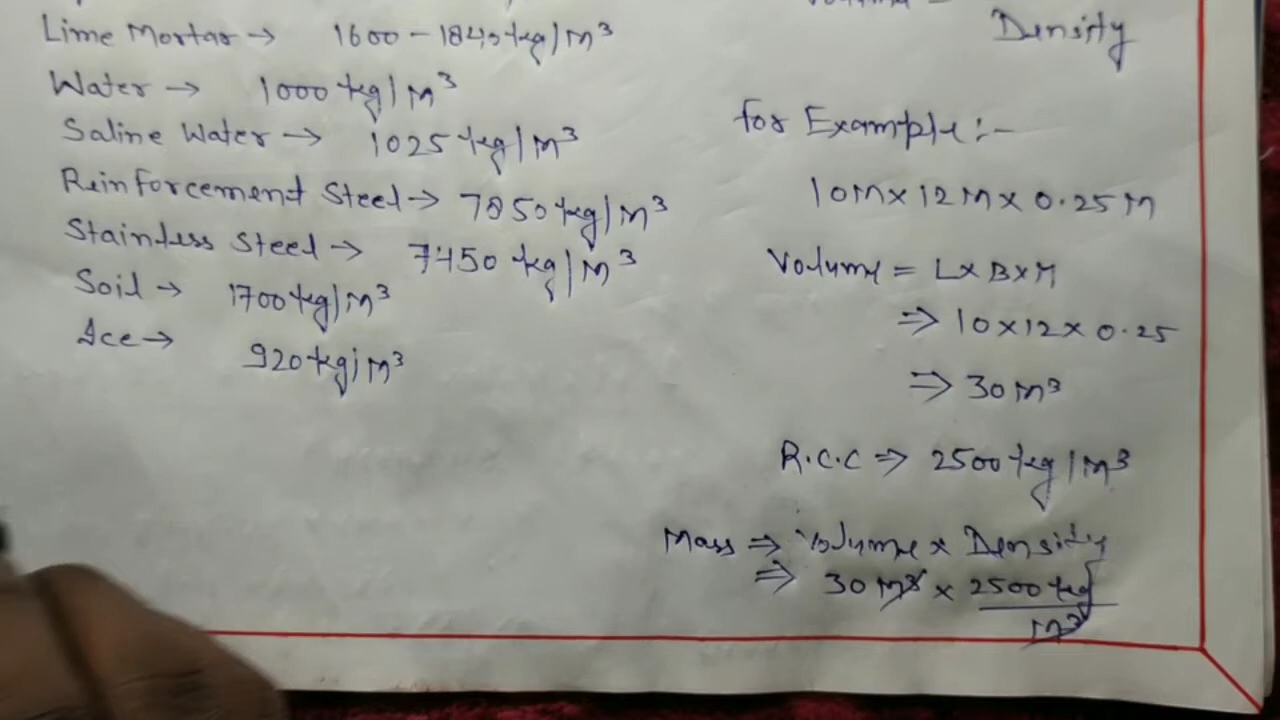 Lime Mortar → 1600 - 1840 kg/m³
Water → 1000 kg/m³
Saline Water → 1025 kg/m³
Reinforcement Steel → 7850 kg/m³
Stainless Steel → 7450 kg/m³
Soil → 1700 kg/m³
Ice → 920 kg/m³
Density
for Example:-
10m x 12m x 0.25m
Volume = L x B x H
⇒ 10 x 12 x 0.25
⇒ 30 m³
R.C.C ⇒ 2500 kg/m³
Mass ⇒ Volume x Density
⇒ 30 m³ x 2500 kg
m³